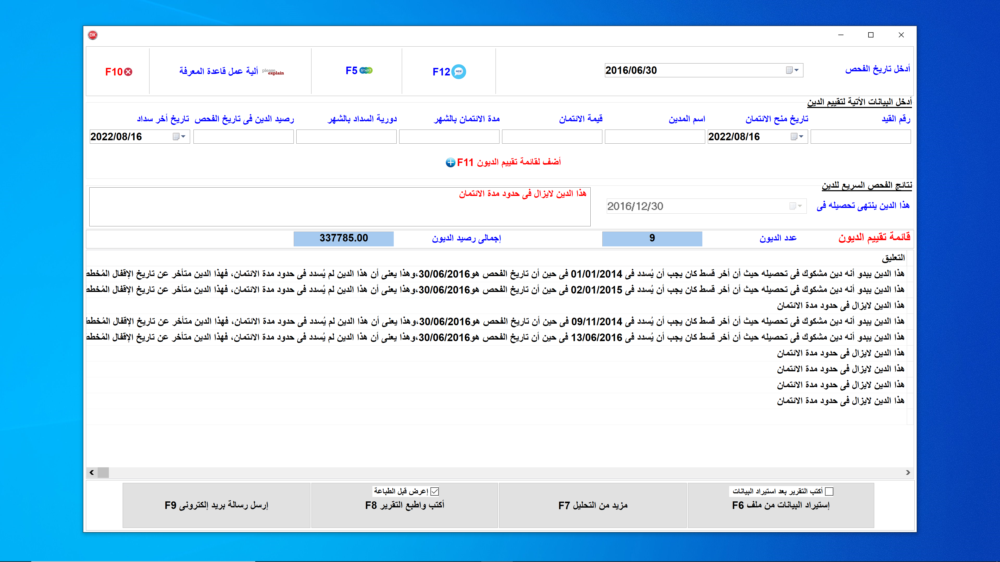 DX
أدخل تاريخ الفحص
2016/06/30
F12 NEW
F5 START
ألية عمل قاعدة المعرفة please explain
F10
أدخل البيانات الأتية لتقييم الدين
رقم القيد تاريخ منح الائتمان اسم المدين قيمة الائتمان مدة الائتمان بالشهر دورية السداد بالشهر رصيد الدين فى تاريخ الفحص تاريخ أخر سداد
2022/08/16 2022/08/16
أضف لقائمة تقييم الديون F11
نتائج الفحص السريع للدين
هذا الدين ينتهى تحصيله فى 2016/12/30
هذا الدين لايزال فى حدود مدة الائتمان
قائمة تقييم الديون عدد الديون 9 إجمالى رصيد الديون 337785.00
التعليق
هذا الدين يبدو أنه دين مشكوك فى تحصيله حيث أن أخر قسط كان يجب أن يُسدد فى 01/01/2014 فى حين أن تاريخ الفحص هو30/06/2016،وهذا يعنى أن هذا الدين لم يُسدد فى حدود مدة الائتمان، فهذا الدين متأخر عن تاريخ الإقفال المُخطط
هذا الدين يبدو أنه دين مشكوك فى تحصيله حيث أن أخر قسط كان يجب أن يُسدد فى 02/01/2015 فى حين أن تاريخ الفحص هو30/06/2016،وهذا يعنى أن هذا الدين لم يُسدد فى حدود مدة الائتمان، فهذا الدين متأخر عن تاريخ الإقفال المُخطط
هذا الدين لايزال فى حدود مدة الائتمان
هذا الدين يبدو أنه دين مشكوك فى تحصيله حيث أن أخر قسط كان يجب أن يُسدد فى 09/11/2014 فى حين أن تاريخ الفحص هو30/06/2016،وهذا يعنى أن هذا الدين لم يُسدد فى حدود مدة الائتمان، فهذا الدين متأخر عن تاريخ الإقفال المُخطط
هذا الدين يبدو أنه دين مشكوك فى تحصيله حيث أن أخر قسط كان يجب أن يُسدد فى 13/06/2016 فى حين أن تاريخ الفحص هو30/06/2016،وهذا يعنى أن هذا الدين لم يُسدد فى حدود مدة الائتمان، فهذا الدين متأخر عن تاريخ الإقفال المُخطط
هذا الدين لايزال فى حدود مدة الائتمان
هذا الدين لايزال فى حدود مدة الائتمان
هذا الدين لايزال فى حدود مدة الائتمان
هذا الدين لايزال فى حدود مدة الائتمان
أكتب التقرير بعد استيراد البيانات
إستيراد البيانات من ملف F6
مزيد من التحليل F7
إعرض قبل الطباعة
أكتب واطبع التقرير F8
إرسل رسالة بريد إلكترونى F9